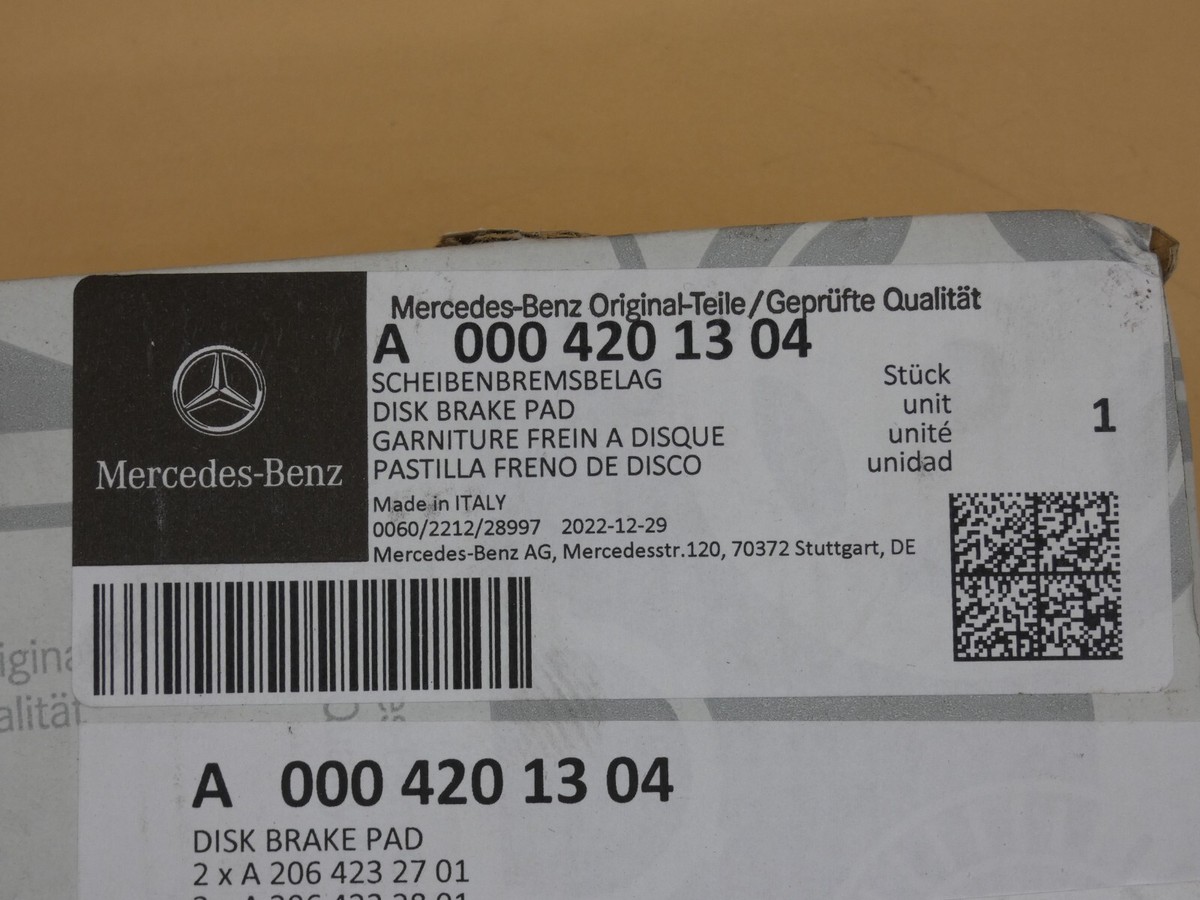 Mercedes-Benz Original-Teile/Geprüfte Qualität
A 000 420 13 04
SCHEIBENBREMSBELAG Stück
DISK BRAKE PAD unit
GARNITURE FREIN A DISQUE unité
PASTILLA FRENO DE DISCO unidad
1
Mercedes-Benz
Made in ITALY
0060/2212/28997 2022-12-29
Mercedes-Benz AG, Mercedesstr.120, 70372 Stuttgart, DE
A 000 420 13 04
DISK BRAKE PAD
2 x A 206 423 27 01